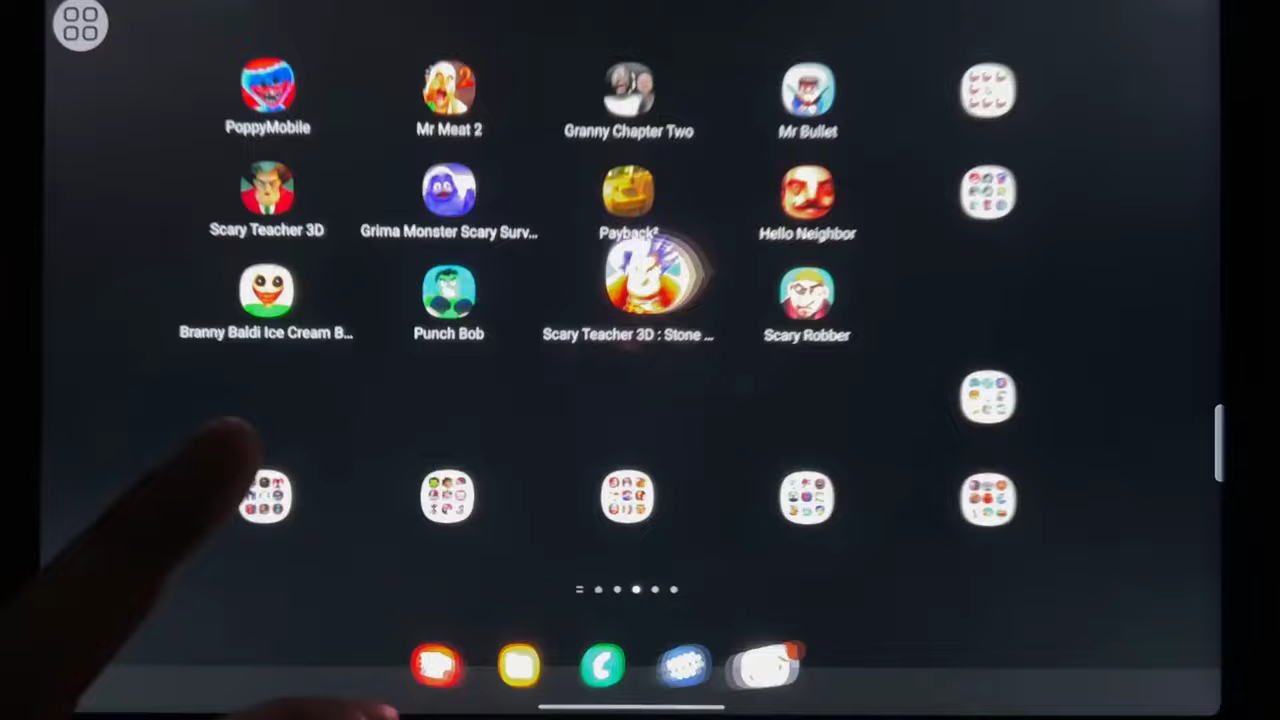 PoppyMobile
Mr Meat 2
Granny Chapter Two
Mr Bullet
Scary Teacher 3D
Grima Monster Scary Surv...
Payback²
Hello Neighbor
Branny Baldi Ice Cream B...
Punch Bob
Scary Teacher 3D : Stone ...
Scary Robber